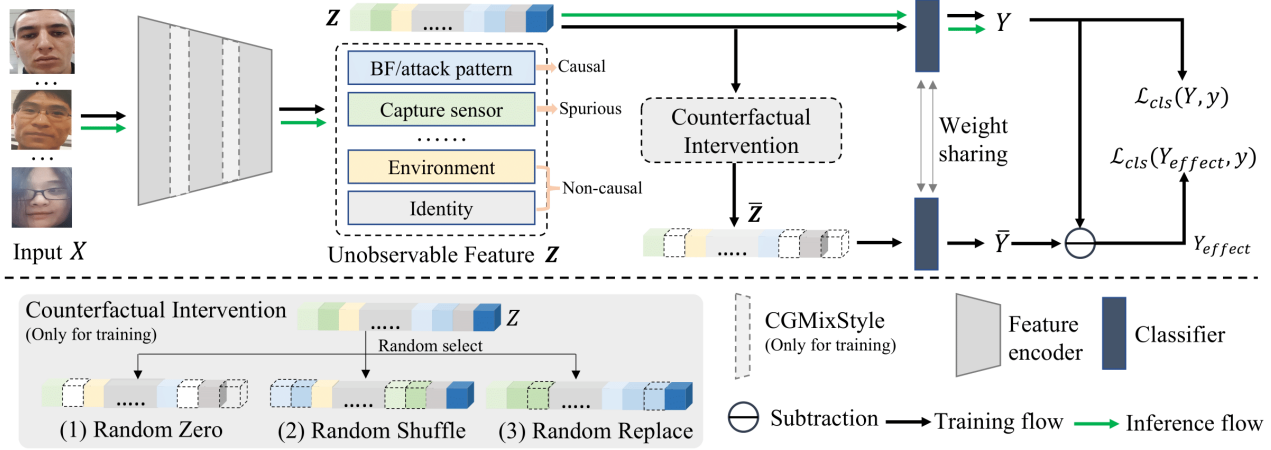 Z
BF/attack pattern
Causal
Capture sensor
Spurious
......
Environment
Non-causal
Identity
Unobservable Feature Z
Input X
...
...
.....
Counterfactual
Intervention
Z̄
.....
Y
Weight
sharing
Ȳ
ℒcls(Y, y)
ℒcls(Yeffect, y)
Yeffect
Counterfactual Intervention
(Only for training)
Z
.....
Random select
.....
.....
.....
(1) Random Zero
(2) Random Shuffle
(3) Random Replace
CGMixStyle
(Only for training)
Feature
encoder
Classifier
Subtraction
Training flow
Inference flow